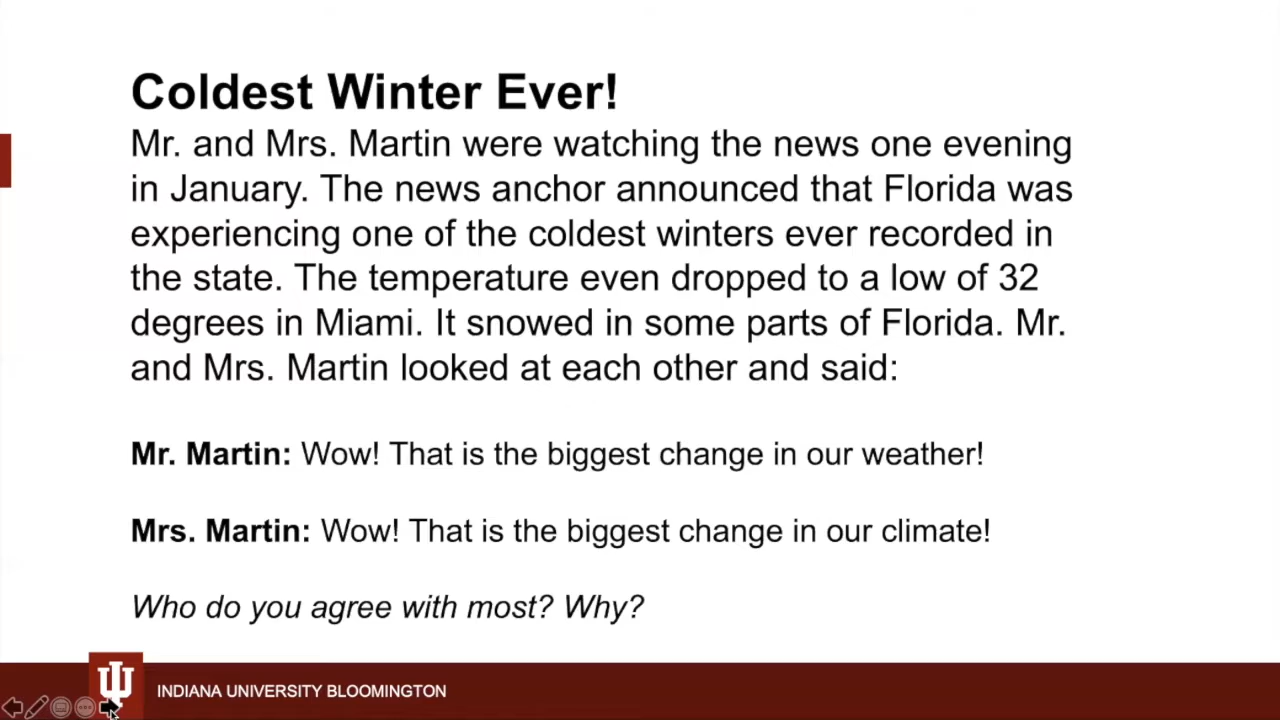 Coldest Winter Ever!
Mr. and Mrs. Martin were watching the news one evening
in January. The news anchor announced that Florida was
experiencing one of the coldest winters ever recorded in
the state. The temperature even dropped to a low of 32
degrees in Miami. It snowed in some parts of Florida. Mr.
and Mrs. Martin looked at each other and said:
Mr. Martin: Wow! That is the biggest change in our weather!
Mrs. Martin: Wow! That is the biggest change in our climate!
Who do you agree with most? Why?
INDIANA UNIVERSITY BLOOMINGTON